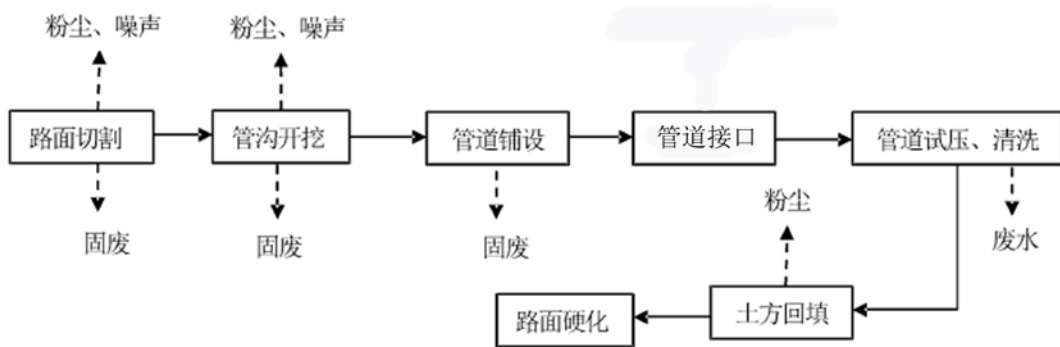 粉尘、噪声
粉尘、噪声
路面切割
管沟开挖
管道铺设
管道接口
管道试压、清洗
固废
固废
固废
粉尘
废水
路面硬化
土方回填